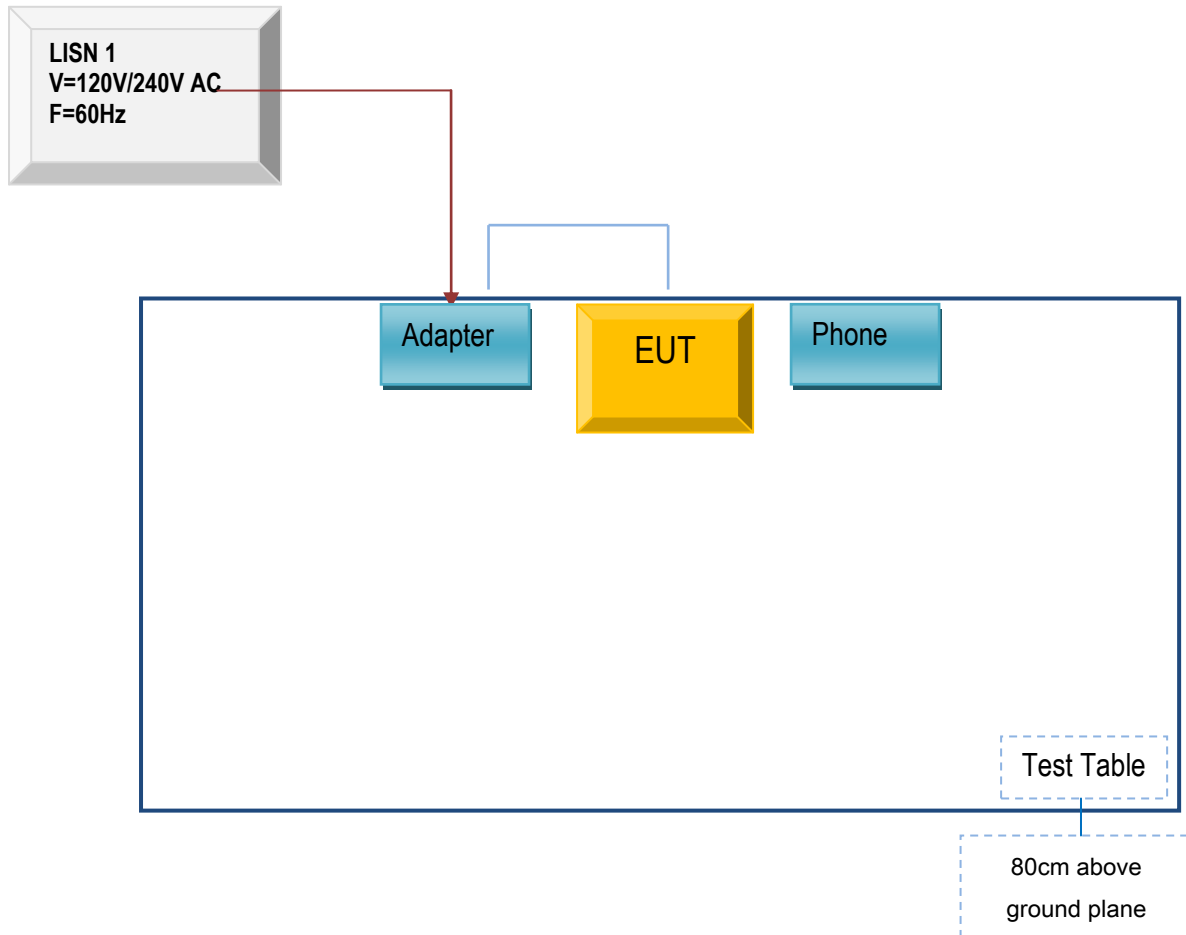 LISN 1
V=120V/240V AC
F=60Hz
Adapter
EUT
Phone
Test Table
80cm above
ground plane